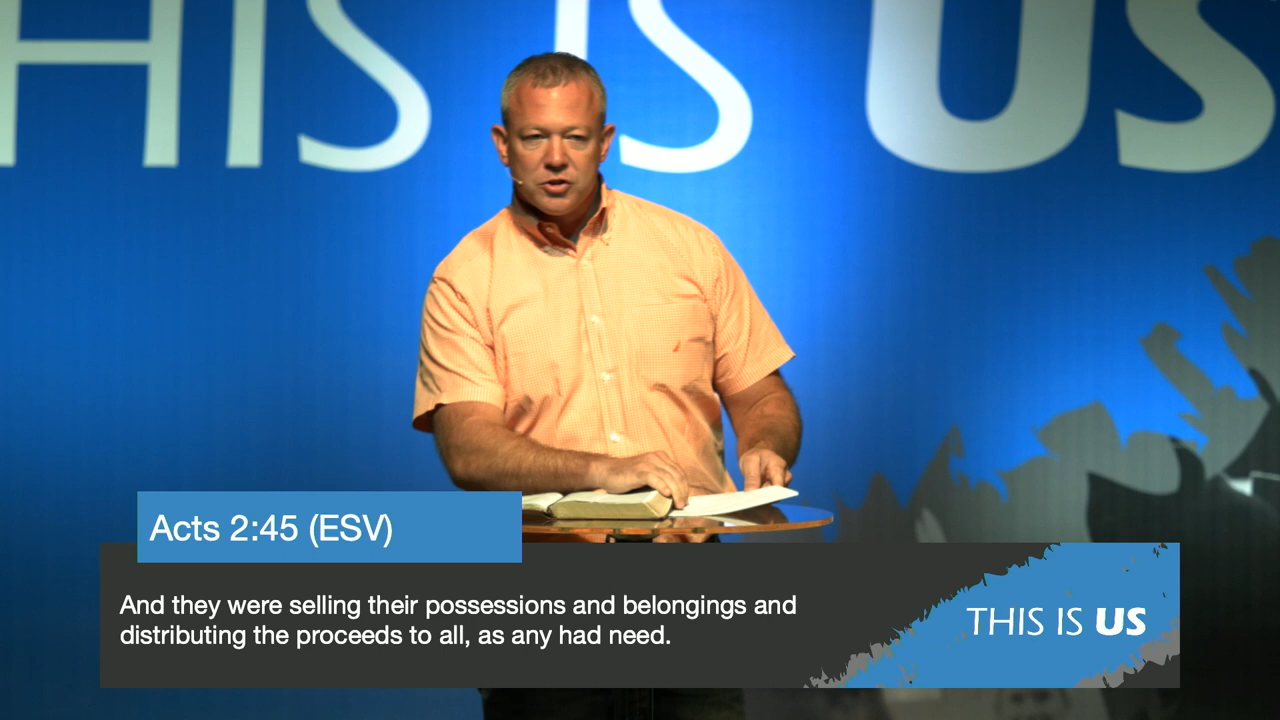 THIS IS US
Acts 2:45 (ESV)
And they were selling their possessions and belongings and
distributing the proceeds to all, as any had need.
THIS IS US